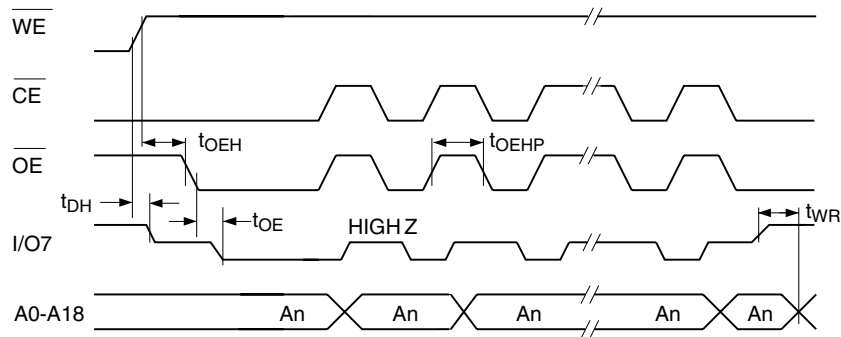 WE
CE
tOEH
tOEHP
OE
tDH
tOE
HIGH Z
tWR
I/O7
A0-A18
An
An
An
An
An